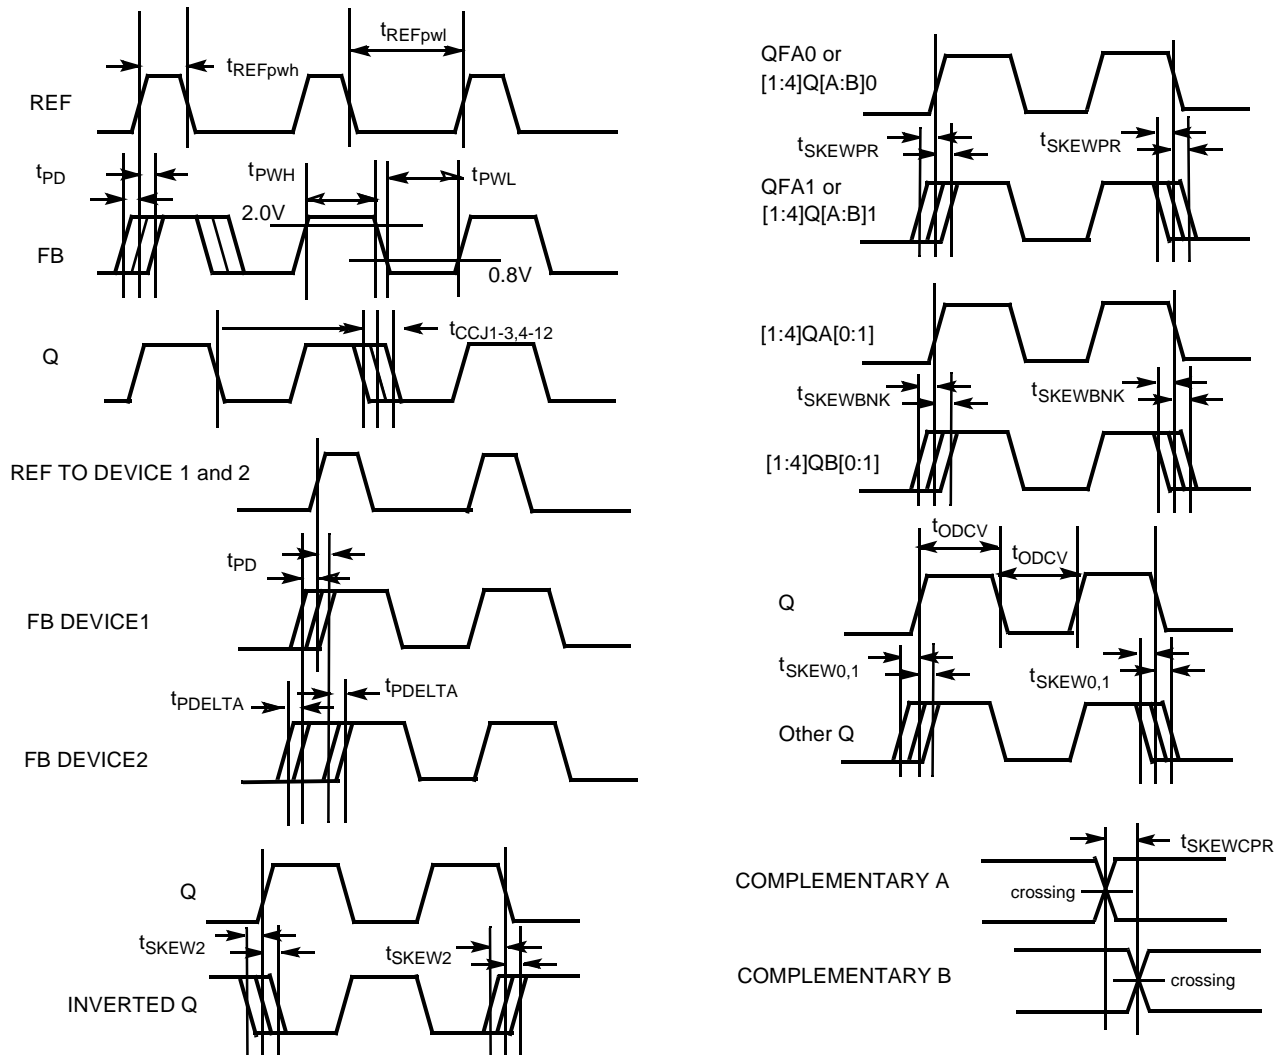 tREFpwh
tREFpwl
REF
tPD
tPWH
tPWL
2.0V
FB
0.8V
tCCJ1-3,4-12
Q
REF TO DEVICE 1 and 2
tPD
FB DEVICE1
tPDELTA
tPDELTA
FB DEVICE2
Q
tSKEW2
tSKEW2
INVERTED Q
QFA0 or
[1:4]Q[A:B]0
tSKEWPR
tSKEWPR
QFA1 or
[1:4]Q[A:B]1
[1:4]QA[0:1]
tSKEWBNK
tSKEWBNK
[1:4]QB[0:1]
tODCV
tODCV
Q
tSKEW0,1
tSKEW0,1
Other Q
tSKEWCPR
COMPLEMENTARY A
crossing
COMPLEMENTARY B
crossing